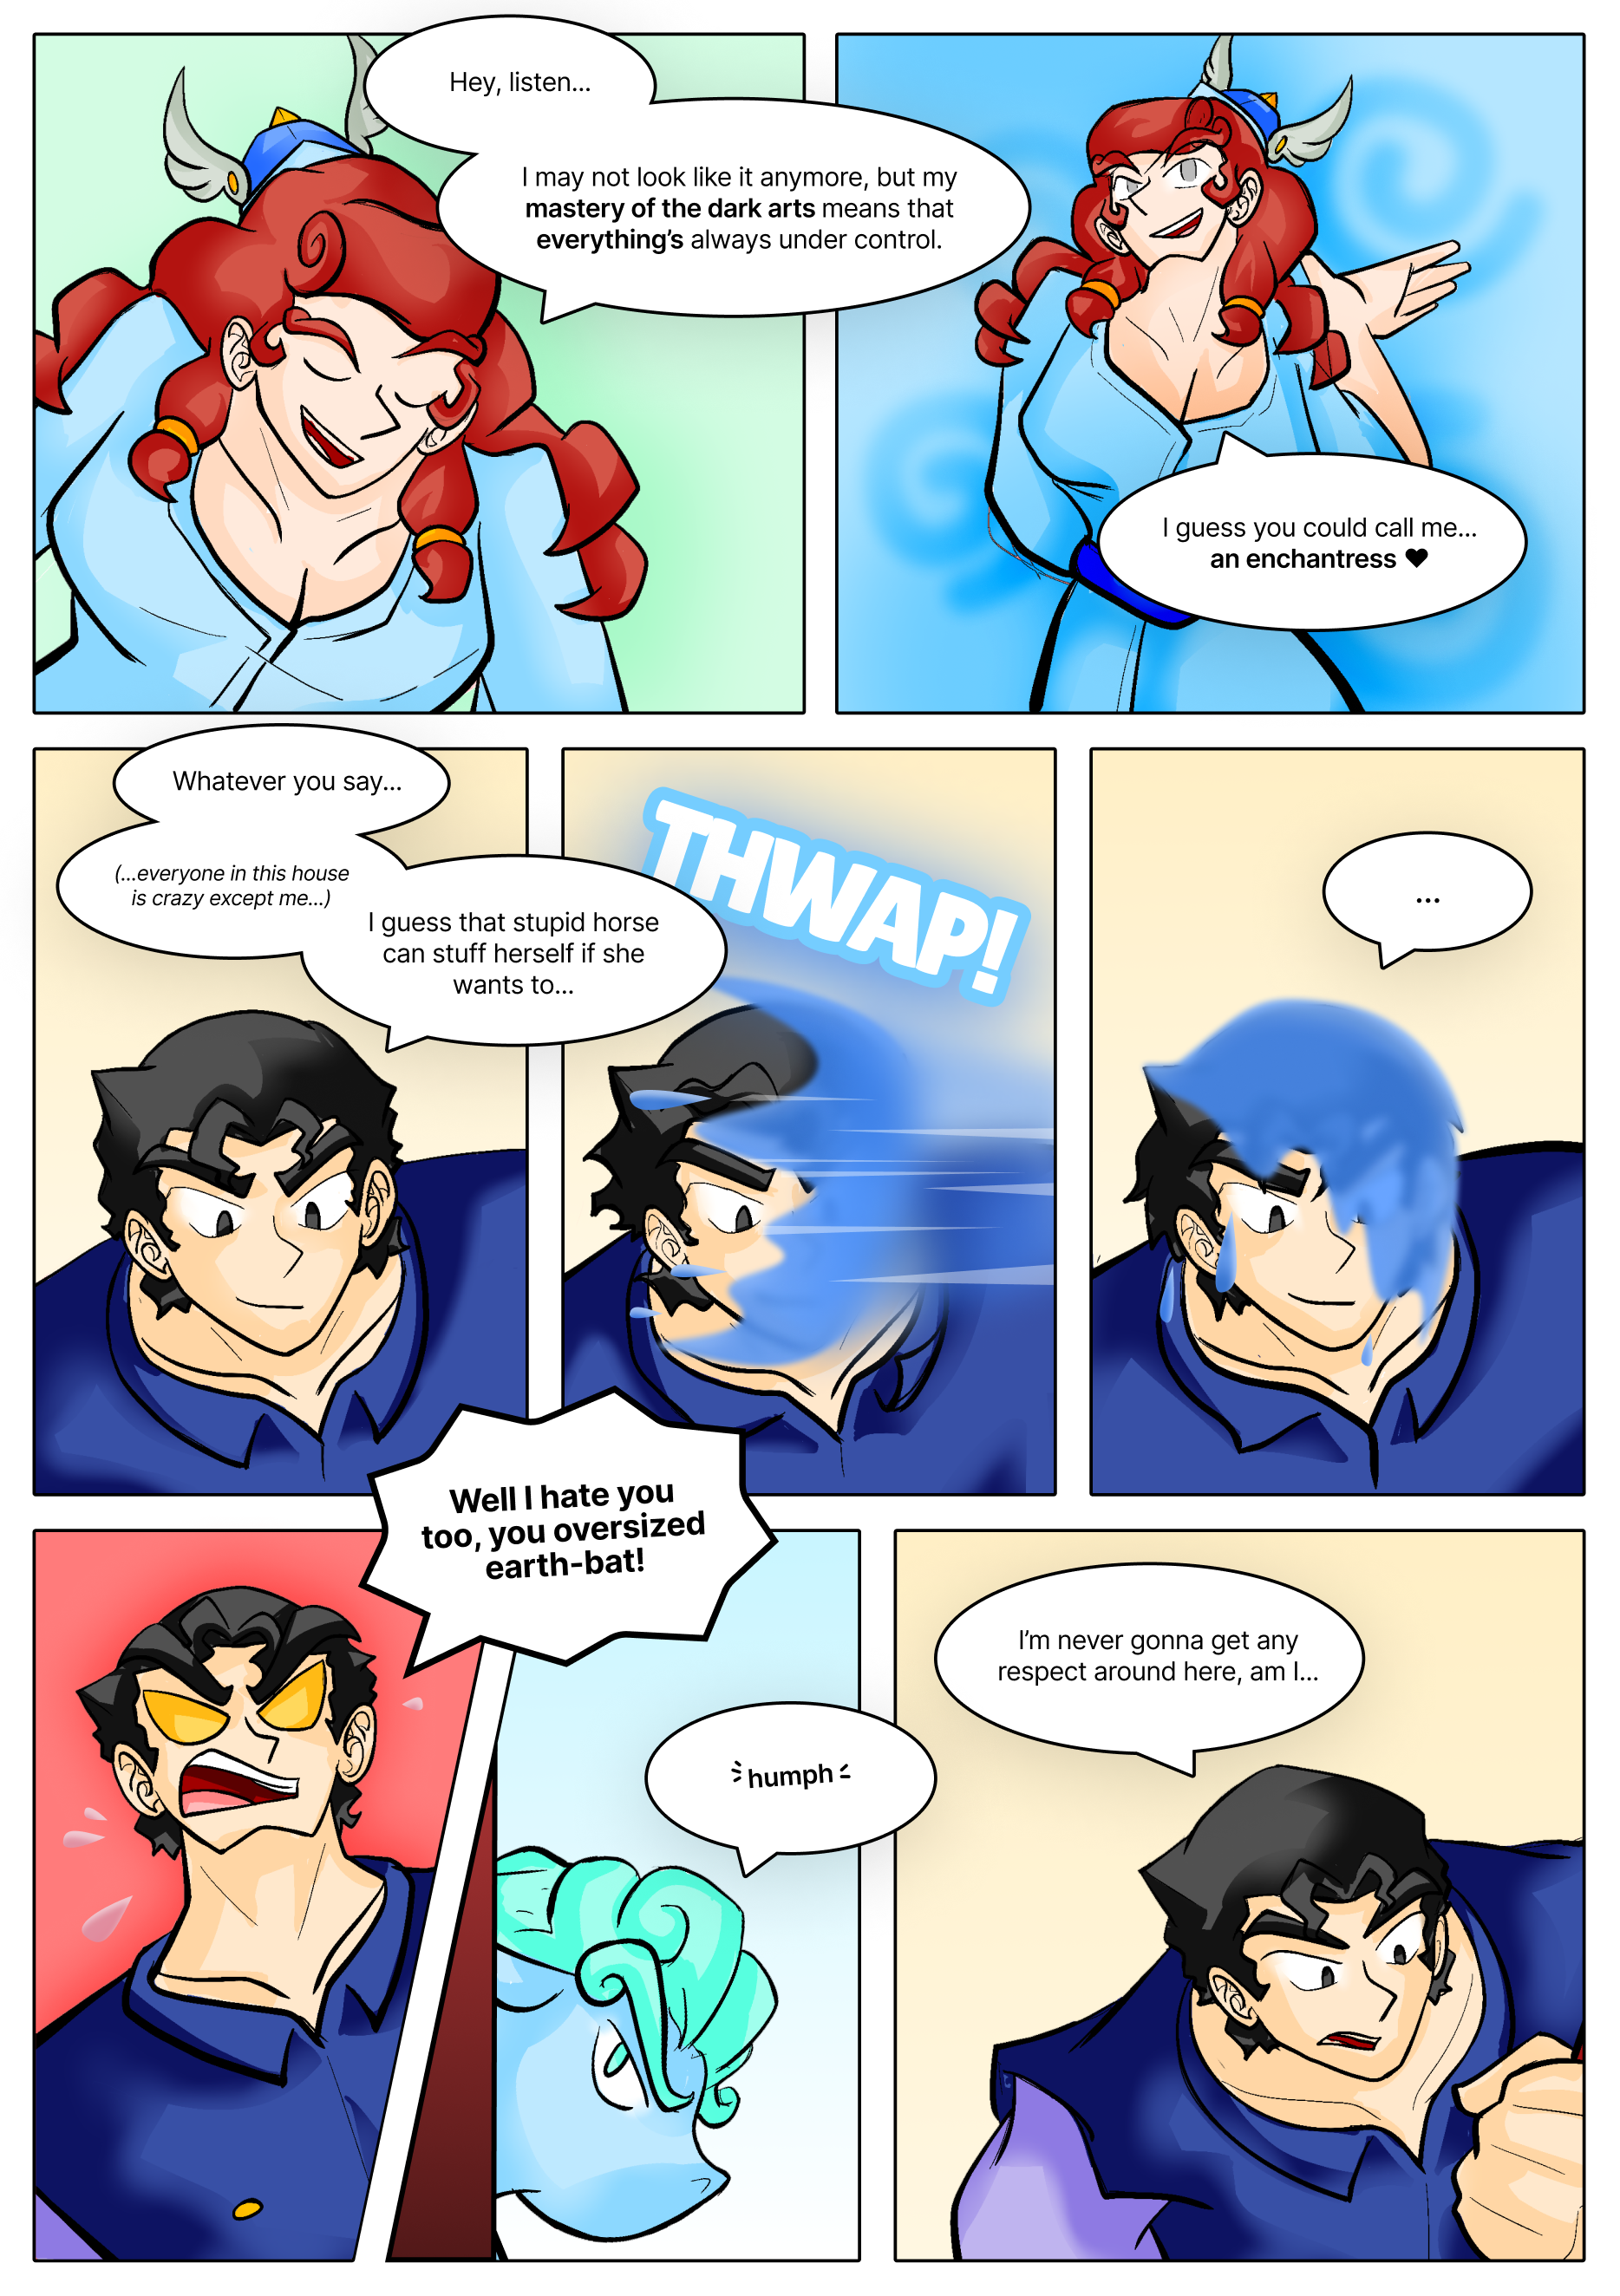 Hey, listen...
I may not look like it anymore, but my
mastery of the dark arts means that
everything’s always under control.
I guess you could call me...
an enchantress ♥
Whatever you say...
(...everyone in this house
is crazy except me...)
I guess that stupid horse
can stuff herself if she
wants to...
THWAP!
...
Well I hate you
too, you oversized
earth-bat!
humph
I’m never gonna get any
respect around here, am I...